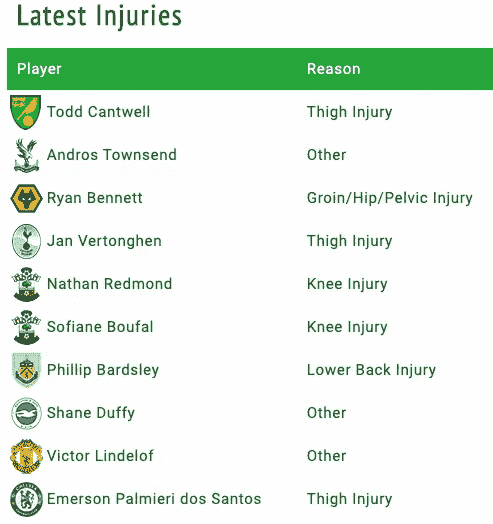 Latest Injuries
Player Reason
Todd Cantwell Thigh Injury
Andros Townsend Other
Ryan Bennett Groin/Hip/Pelvic Injury
Jan Vertonghen Thigh Injury
Nathan Redmond Knee Injury
Sofiane Boufal Knee Injury
Phillip Bardsley Lower Back Injury
Shane Duffy Other
Victor Lindelof Other
Emerson Palmieri dos Santos Thigh Injury